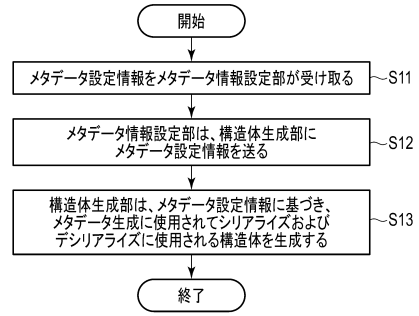 開始
メタデータ設定情報をメタデータ情報設定部が受け取る
S11
メタデータ情報設定部は、構造体生成部に
メタデータ設定情報を送る
S12
構造体生成部は、メタデータ設定情報に基づき、
メタデータ生成に使用されてシリアライズおよび
デシリアライズに使用される構造体を生成する
S13
終了